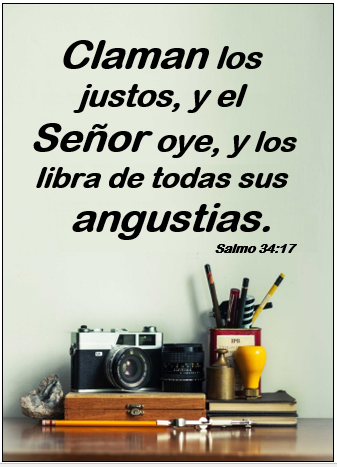 Claman los
justos, y el
Señor oye, y los
libra de todas sus
angustias.
Salmo 34:17